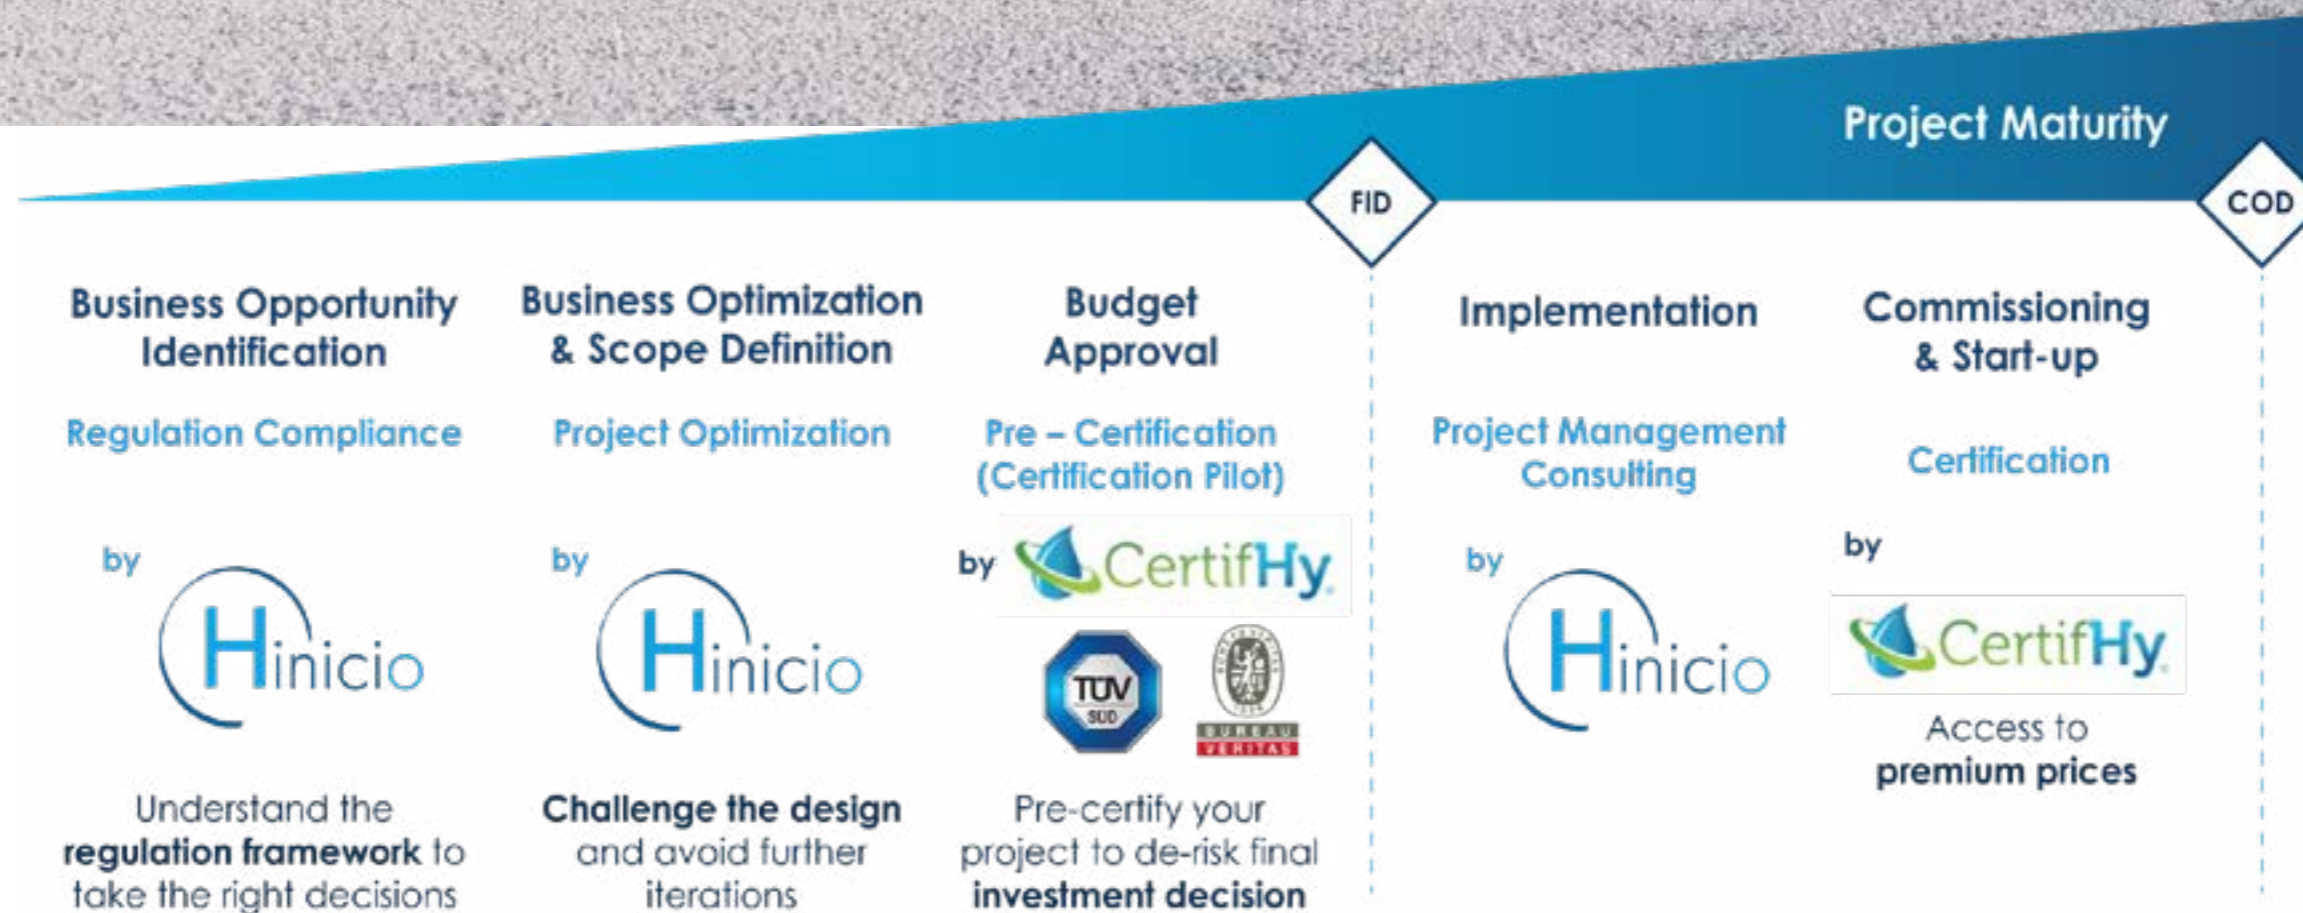 Project Maturity
FID
COD
Business Opportunity
Identification
Regulation Compliance
by
Hinicio
Understand the
regulation framework to
take the right decisions
Business Optimization
& Scope Definition
Project Optimization
by
Hinicio
Challenge the design
and avoid further
iterations
Budget
Approval
Pre – Certification
(Certification Pilot)
by CertifHy
TÜV
SÜD
BUREAU
VERITAS
Pre-certify your
project to de-risk final
investment decision
Implementation
Project Management
Consulting
by
Hinicio
Commissioning
& Start-up
Certification
by
CertifHy
Access to
premium prices